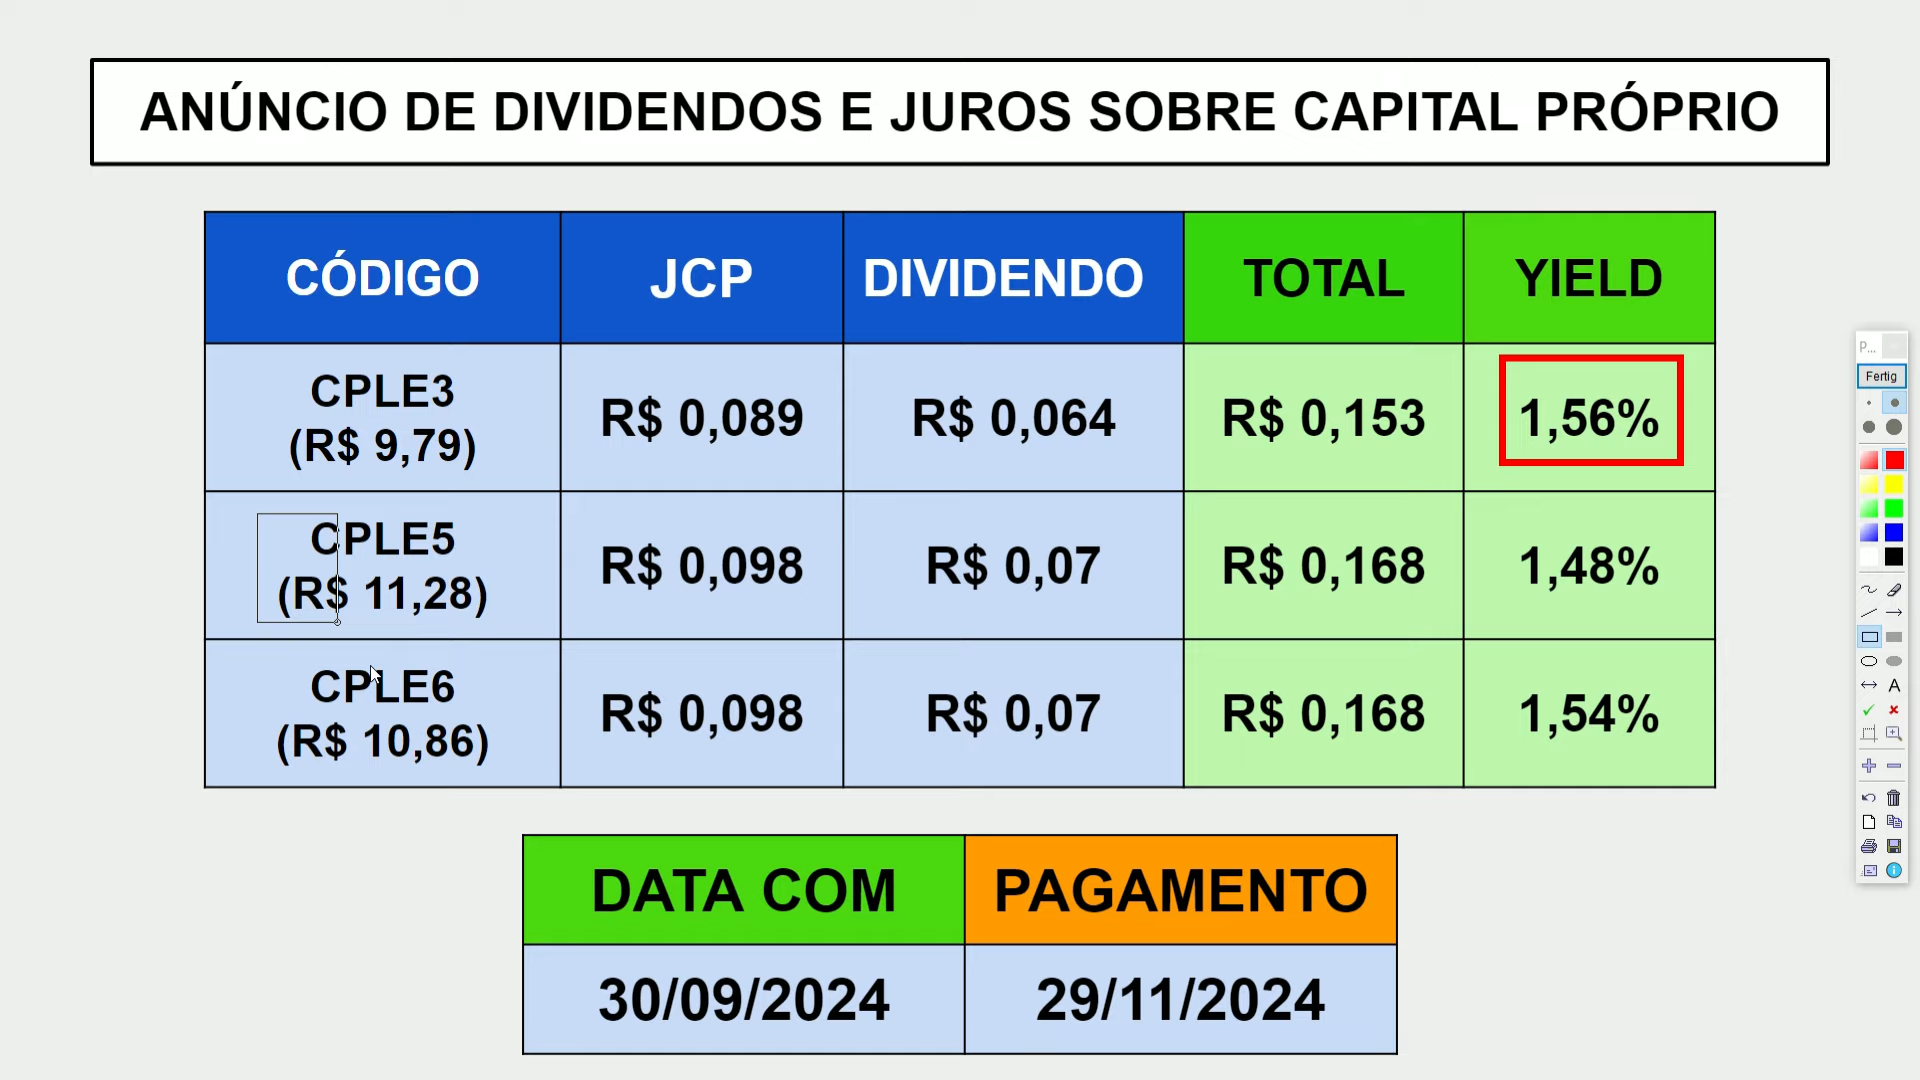 ANÚNCIO DE DIVIDENDOS E JUROS SOBRE CAPITAL PRÓPRIO
CÓDIGO JCP DIVIDENDO TOTAL YIELD
CPLE3
(R$ 9,79) R$ 0,089 R$ 0,064 R$ 0,153 1,56%
CPLE5
(R$ 11,28) R$ 0,098 R$ 0,07 R$ 0,168 1,48%
CPLE6
(R$ 10,86) R$ 0,098 R$ 0,07 R$ 0,168 1,54%
DATA COM PAGAMENTO
30/09/2024 29/11/2024
P...
Fertig
A